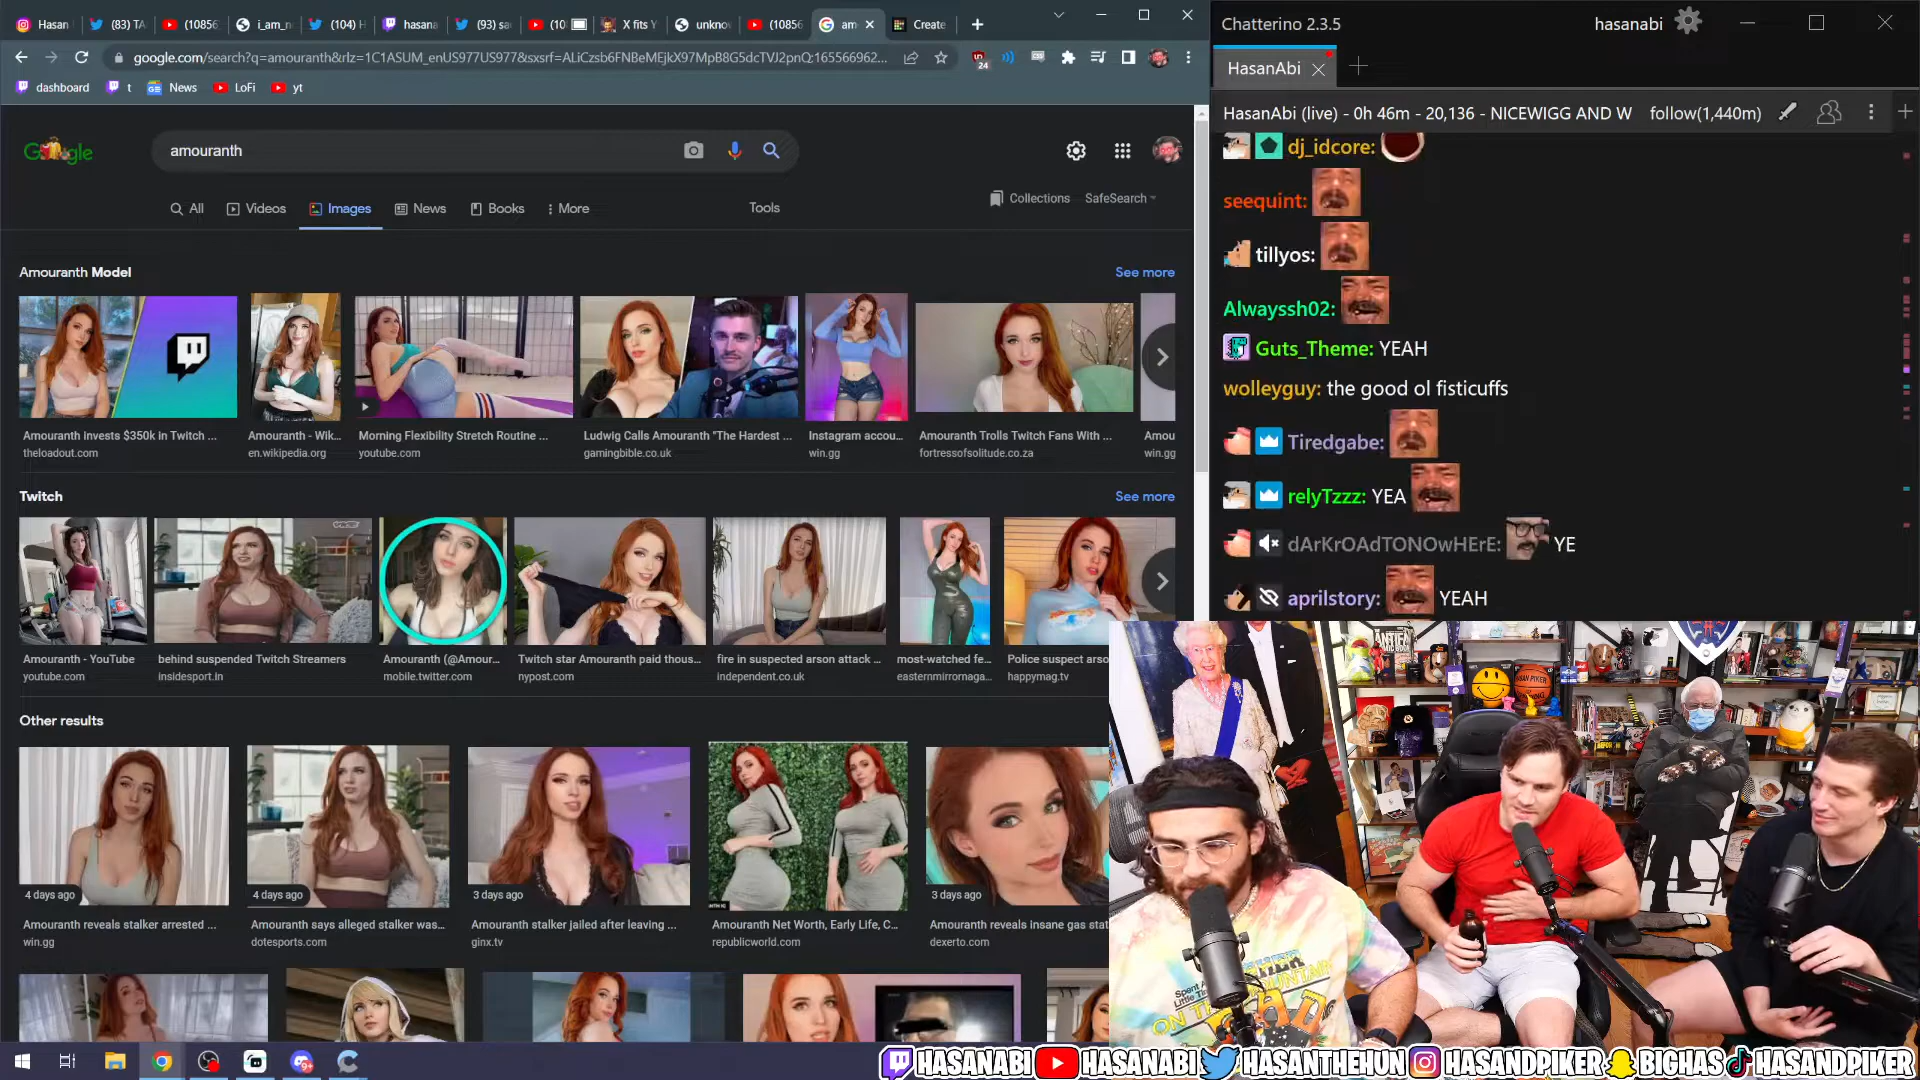 Hasan
(83) TA
(10856
i_am_n
(104) H
hasana
(93) sa
(10
X fits Y
unknow
(10856
am
Create
google.com/search?q=amouranth&rlz=1C1ASUM_enUS977US977&sxsrf=ALiCzsb6FNBeMEjkX97MpB8G5dcTVJ2pnQ:165566962...
24
dashboard
t
News
LoFi
yt
Google
amouranth
All
Videos
Images
News
Books
More
Tools
Collections
SafeSearch
Amouranth Model
See more
Amouranth invests $350k in Twitch ...
theloadout.com
Amouranth - Wik...
en.wikipedia.org
Morning Flexibility Stretch Routine ...
youtube.com
Ludwig Calls Amouranth "The Hardest ...
gamingbible.co.uk
Instagram accou...
win.gg
Amouranth Trolls Twitch Fans With ...
fortressofsolitude.co.za
Amou
win.gg
Twitch
See more
VICE
Amouranth - YouTube
youtube.com
behind suspended Twitch Streamers
insidesport.in
Amouranth (@Amour...
mobile.twitter.com
Twitch star Amouranth paid thous...
nypost.com
fire in suspected arson attack ...
independent.co.uk
most-watched fe...
easternmirrornaga...
Police suspect arso
happymag.tv
Other results
4 days ago
Amouranth reveals stalker arrested ...
win.gg
4 days ago
Amouranth says alleged stalker was...
dotesports.com
3 days ago
Amouranth stalker jailed after leaving ...
ginx.tv
Amouranth Net Worth, Early Life, C...
republicworld.com
3 days ago
Amouranth reveals insane gas stat
dexerto.com
Chatterino 2.3.5
hasanabi
HasanAbi
HasanAbi (live) - 0h 46m - 20,136 - NICEWIGG AND W
follow(1,440m)
dj_idcore:
seequint:
tillyos:
Alwayssh02:
Guts_Theme: YEAH
wolleyguy: the good ol fisticuffs
Tiredgabe:
relyTzzz: YEA
dArKrOAdTONOwHErE: YE
aprilstory: YEAH
HASANABI
HASANABI
HASANTHEHUN
HASANDPIKER
BIGHAS
HASANDPIKER